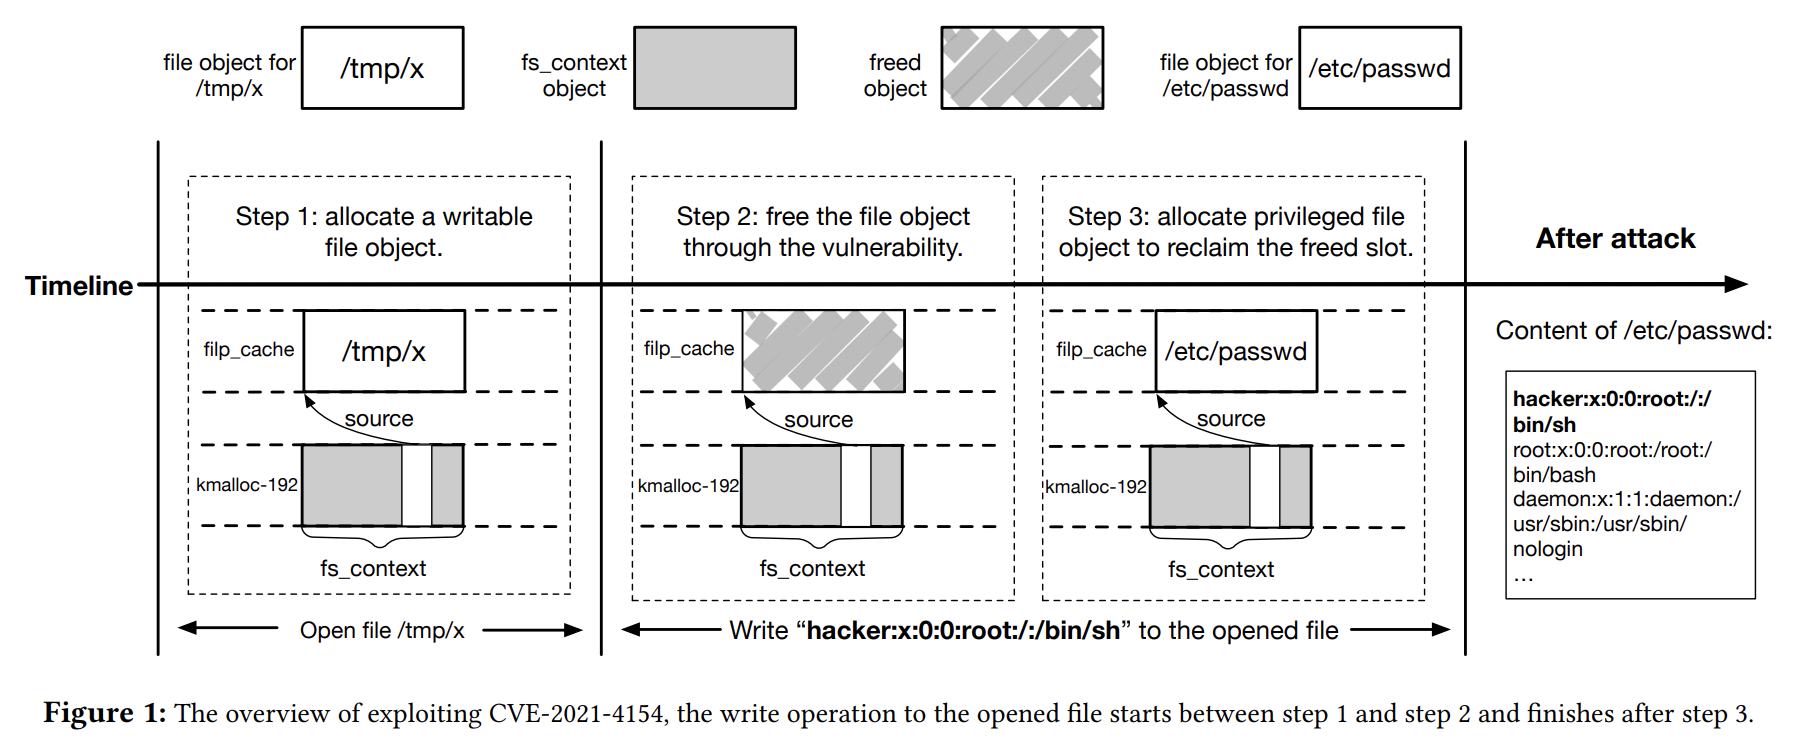 file object for
/tmp/x
/tmp/x
fs_context
object
freed
object
file object for
/etc/passwd
/etc/passwd
Step 1: allocate a writable
file object.
Step 2: free the file object
through the vulnerability.
Step 3: allocate privileged file
object to reclaim the freed slot.
After attack
Timeline
filp_cache
/tmp/x
source
kmalloc-192
fs_context
filp_cache
source
kmalloc-192
fs_context
filp_cache
/etc/passwd
source
kmalloc-192
fs_context
Content of /etc/passwd:
hacker:x:0:0:root:/:/
bin/sh
root:x:0:0:root:/root:/
bin/bash
daemon:x:1:1:daemon:/
usr/sbin:/usr/sbin/
nologin
...
Open file /tmp/x
Write “hacker:x:0:0:root:/:/bin/sh” to the opened file
Figure 1: The overview of exploiting CVE-2021-4154, the write operation to the opened file starts between step 1 and step 2 and finishes after step 3.